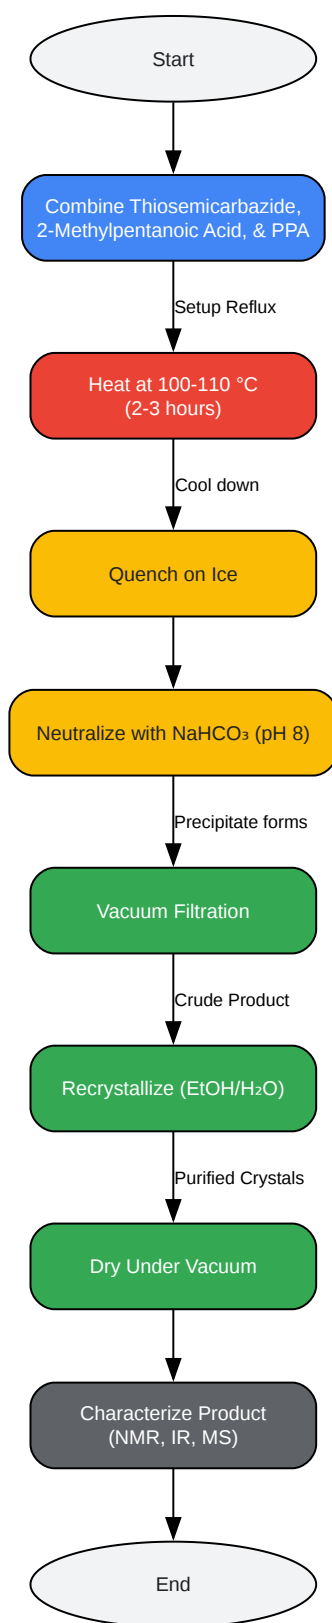 Start
Combine Thiosemicarbazide,
2-Methylpentanoic Acid, & PPA
Setup Reflux
Heat at 100-110 °C
(2-3 hours)
Cool down
Quench on Ice
Neutralize with NaHCO₃ (pH 8)
Precipitate forms
Vacuum Filtration
Crude Product
Recrystallize (EtOH/H₂O)
Purified Crystals
Dry Under Vacuum
Characterize Product
(NMR, IR, MS)
End